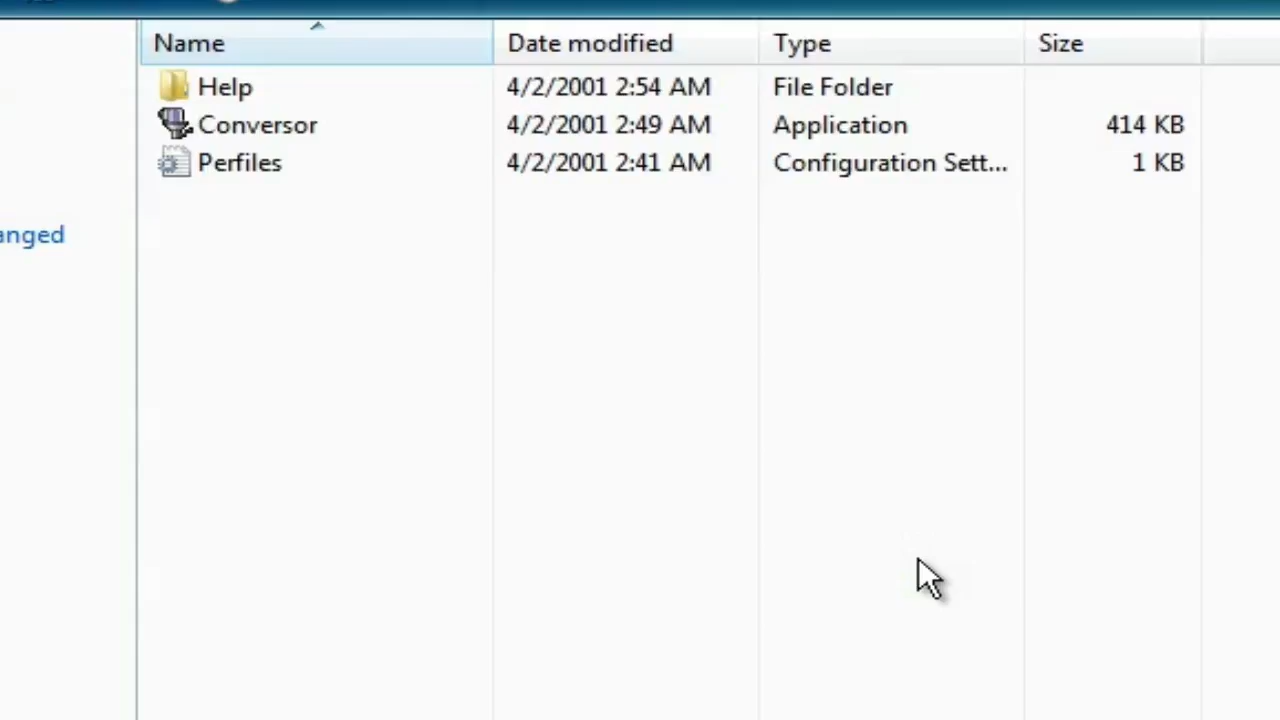 Name Date modified Type Size
Help 4/2/2001 2:54 AM File Folder
Conversor 4/2/2001 2:49 AM Application 414 KB
Perfiles 4/2/2001 2:41 AM Configuration Sett... 1 KB
anged